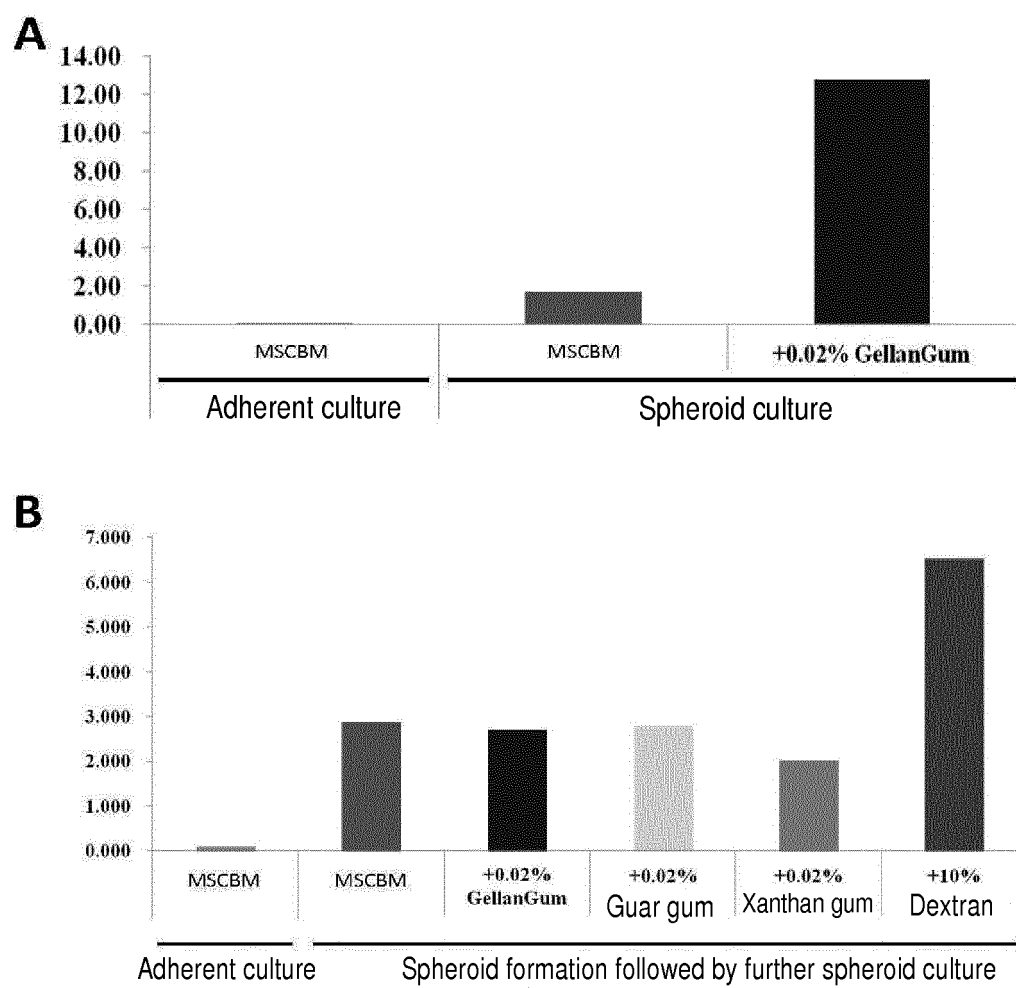 A
14.00
12.00
10.00
8.00
6.00
4.00
2.00
0.00
MSCBM MSCBM +0.02% GellanGum
Adherent culture Spheroid culture
B
7.000
6.000
5.000
4.000
3.000
2.000
1.000
0.000
MSCBM MSCBM +0.02% +0.02% +0.02% +10%
GellanGum Guar gum Xanthan gum Dextran
Adherent culture Spheroid formation followed by further spheroid culture